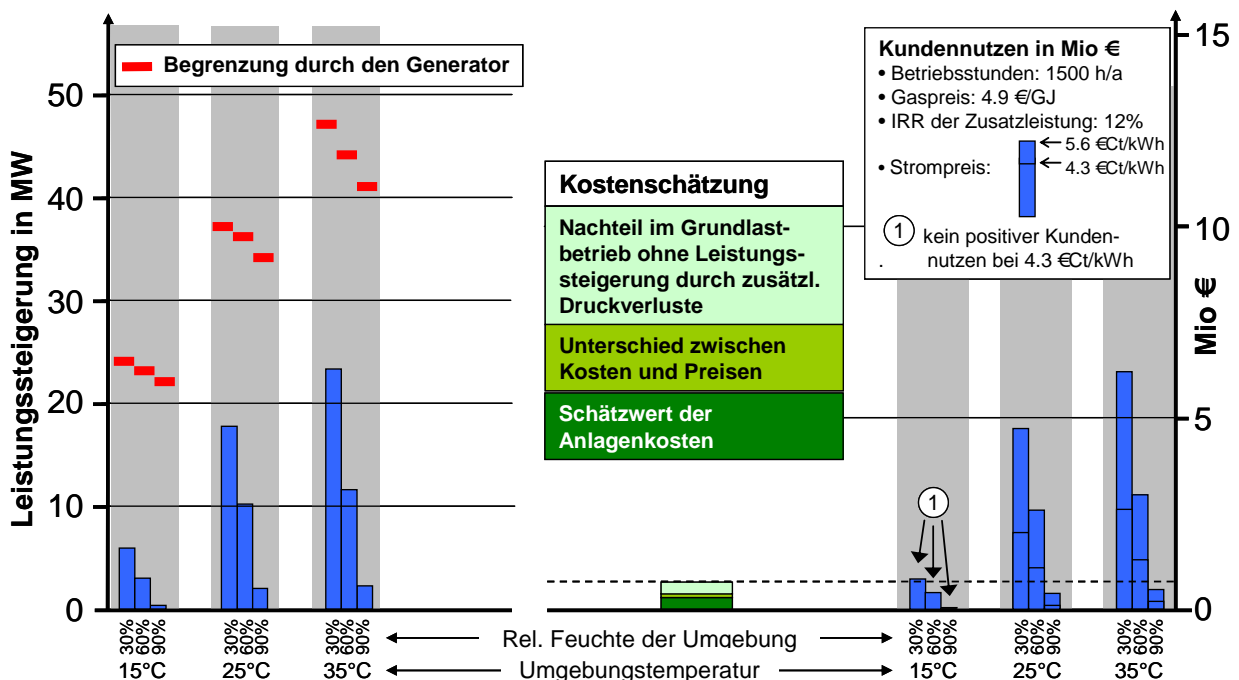 Leistungssteigerung in MW
50
40
30
20
10
0
Begrenzung durch den Generator
Kostenschätzung
Nachteil im Grundlast-
betrieb ohne Leistungs-
steigerung durch zusätzl.
Druckverluste
Unterschied zwischen
Kosten und Preisen
Schätzwert der
Anlagenkosten
Kundennutzen in Mio €
• Betriebsstunden: 1500 h/a
• Gaspreis: 4.9 €/GJ
• IRR der Zusatzleistung: 12%
5.6 €Ct/kWh
• Strompreis:
4.3 €Ct/kWh
1 kein positiver Kunden-
. nutzen bei 4.3 €Ct/kWh
15
10
5
0
Mio €
1
30% 60% 90%
30% 60% 90%
30% 60% 90%
Rel. Feuchte der Umgebung
30% 60% 90%
30% 60% 90%
30% 60% 90%
15°C 25°C 35°C Umgebungstemperatur 15°C 25°C 35°C